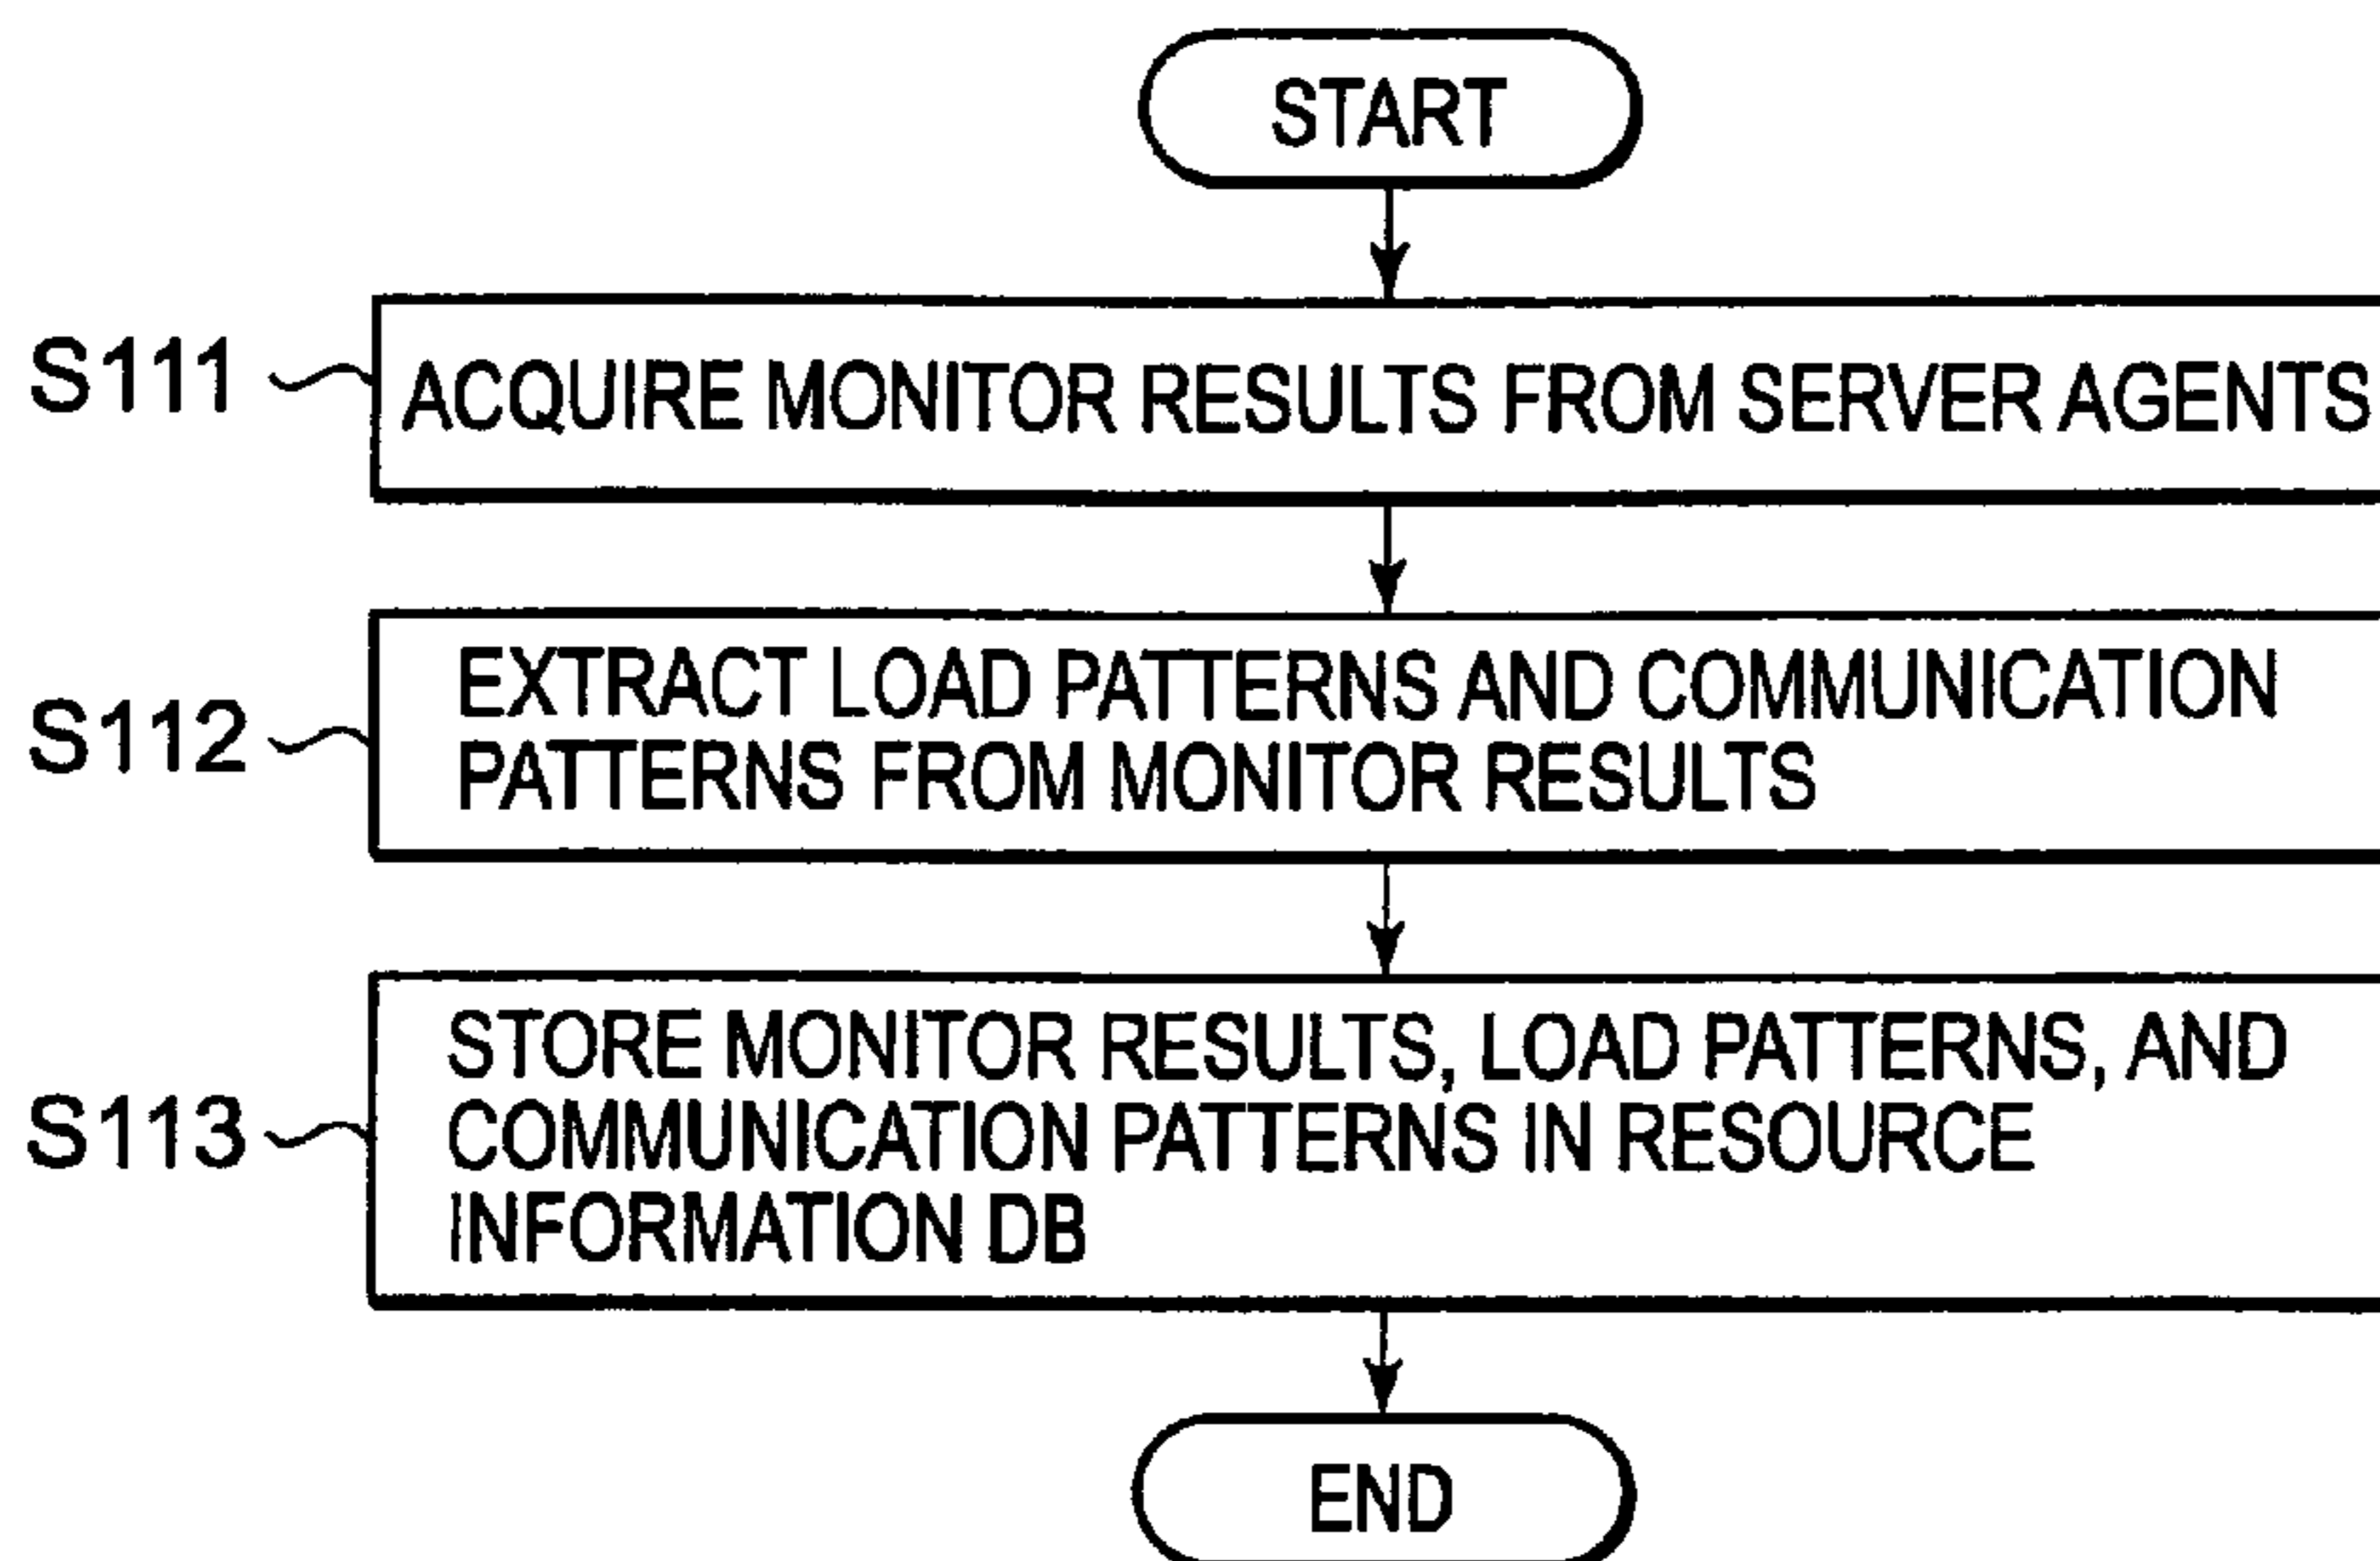 START
S111
ACQUIRE MONITOR RESULTS FROM SERVER AGENTS
S112
EXTRACT LOAD PATTERNS AND COMMUNICATION
PATTERNS FROM MONITOR RESULTS
S113
STORE MONITOR RESULTS, LOAD PATTERNS, AND
COMMUNICATION PATTERNS IN RESOURCE
INFORMATION DB
END